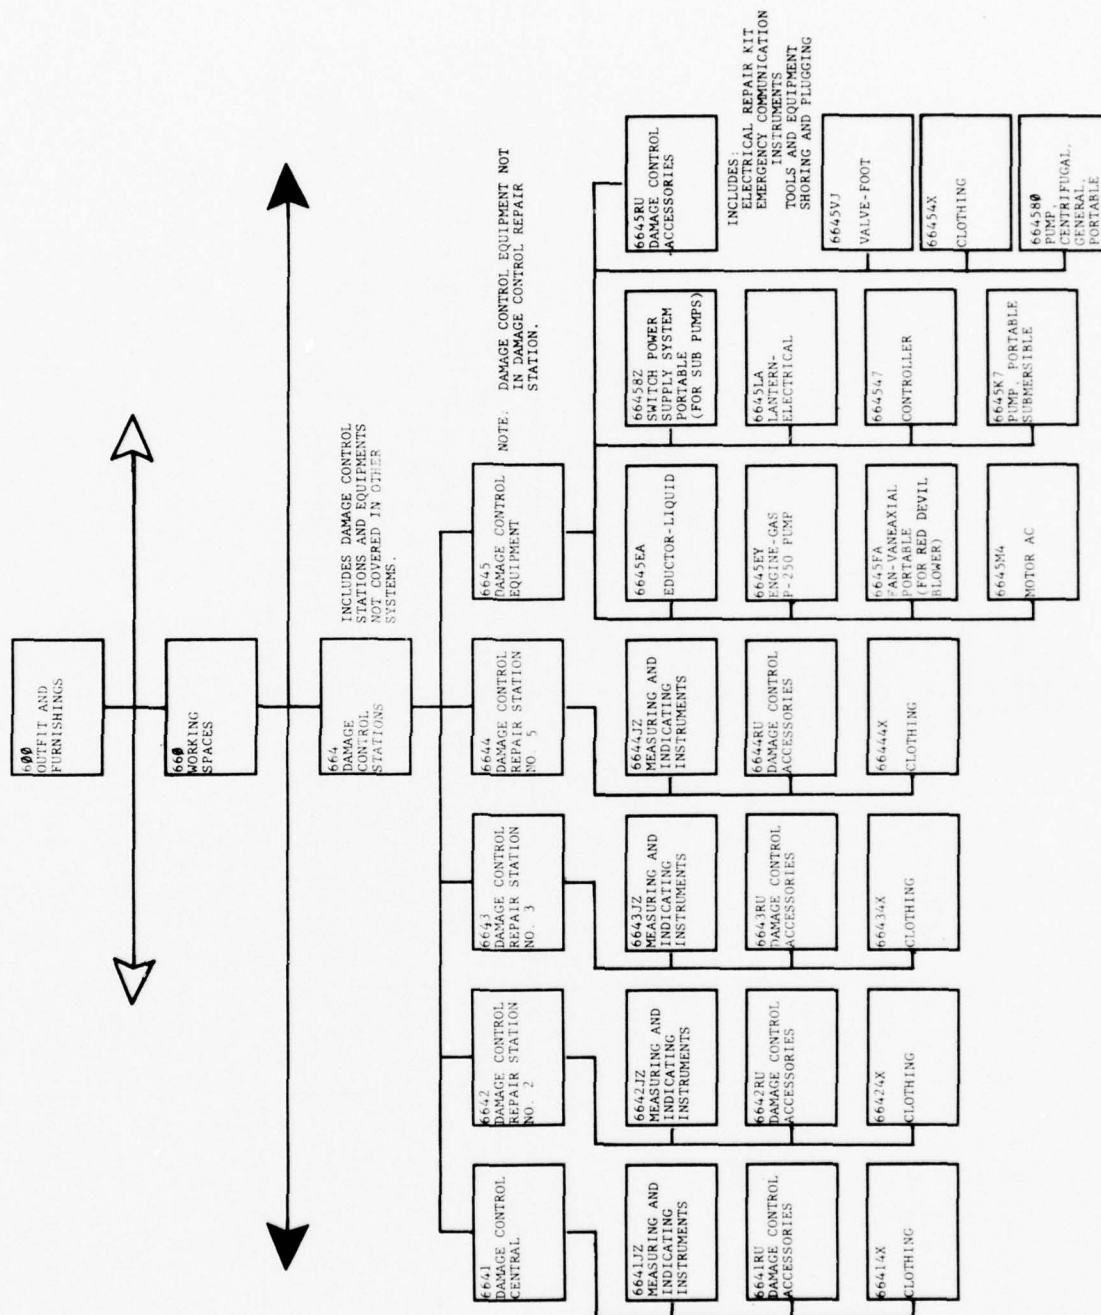 600
OUTFIT AND
FURNISHINGS
660
WORKING
SPACES
664
DAMAGE
CONTROL
STATIONS
INCLUDES DAMAGE CONTROL
STATIONS AND EQUIPMENTS
NOT COVERED IN OTHER
SYSTEMS.
6641
DAMAGE CONTROL
CENTRAL
6642
DAMAGE CONTROL
REPAIR STATION
NO. 2
6643
DAMAGE CONTROL
REPAIR STATION
NO. 3
6644
DAMAGE CONTROL
REPAIR STATION
NO. 5
6645
DAMAGE CONTROL
EQUIPMENT
NOTE. DAMAGE CONTROL EQUIPMENT NOT
IN DAMAGE CONTROL REPAIR
STATION.
6641JZ
MEASURING AND
INDICATING
INSTRUMENTS
6641RU
DAMAGE CONTROL
ACCESSORIES
66414X
CLOTHING
6642JZ
MEASURING AND
INDICATING
INSTRUMENTS
6642RU
DAMAGE CONTROL
ACCESSORIES
66424X
CLOTHING
6643JZ
MEASURING AND
INDICATING
INSTRUMENTS
6643RU
DAMAGE CONTROL
ACCESSORIES
66434X
CLOTHING
6644JZ
MEASURING AND
INDICATING
INSTRUMENTS
6644RU
DAMAGE CONTROL
ACCESSORIES
66444X
CLOTHING
6645EA
EDUCTOR-LIQUID
6645EY
ENGINE-GAS
P-250 PUMP
6645FA
FAN-VANEAXIAL
PORTABLE
(FOR RED DEVIL
BLOWER)
6645M4
MOTOR AC
66458Z
SWITCH POWER
SUPPLY SYSTEM
PORTABLE
(FOR SUB PUMPS)
6645LA
LANTERN-
ELECTRICAL
664547
CONTROLLER
6645K7
PUMP, PORTABLE
SUBMERSIBLE
6645RU
DAMAGE CONTROL
ACCESSORIES
INCLUDES:
ELECTRICAL REPAIR KIT
EMERGENCY COMMUNICATION
INSTRUMENTS
TOOLS AND EQUIPMENT
SHORING AND PLUGGING
6645VJ
VALVE-FOOT
66454X
CLOTHING
664580
PUMP,
CENTRIFUGAL,
GENERAL,
PORTABLE